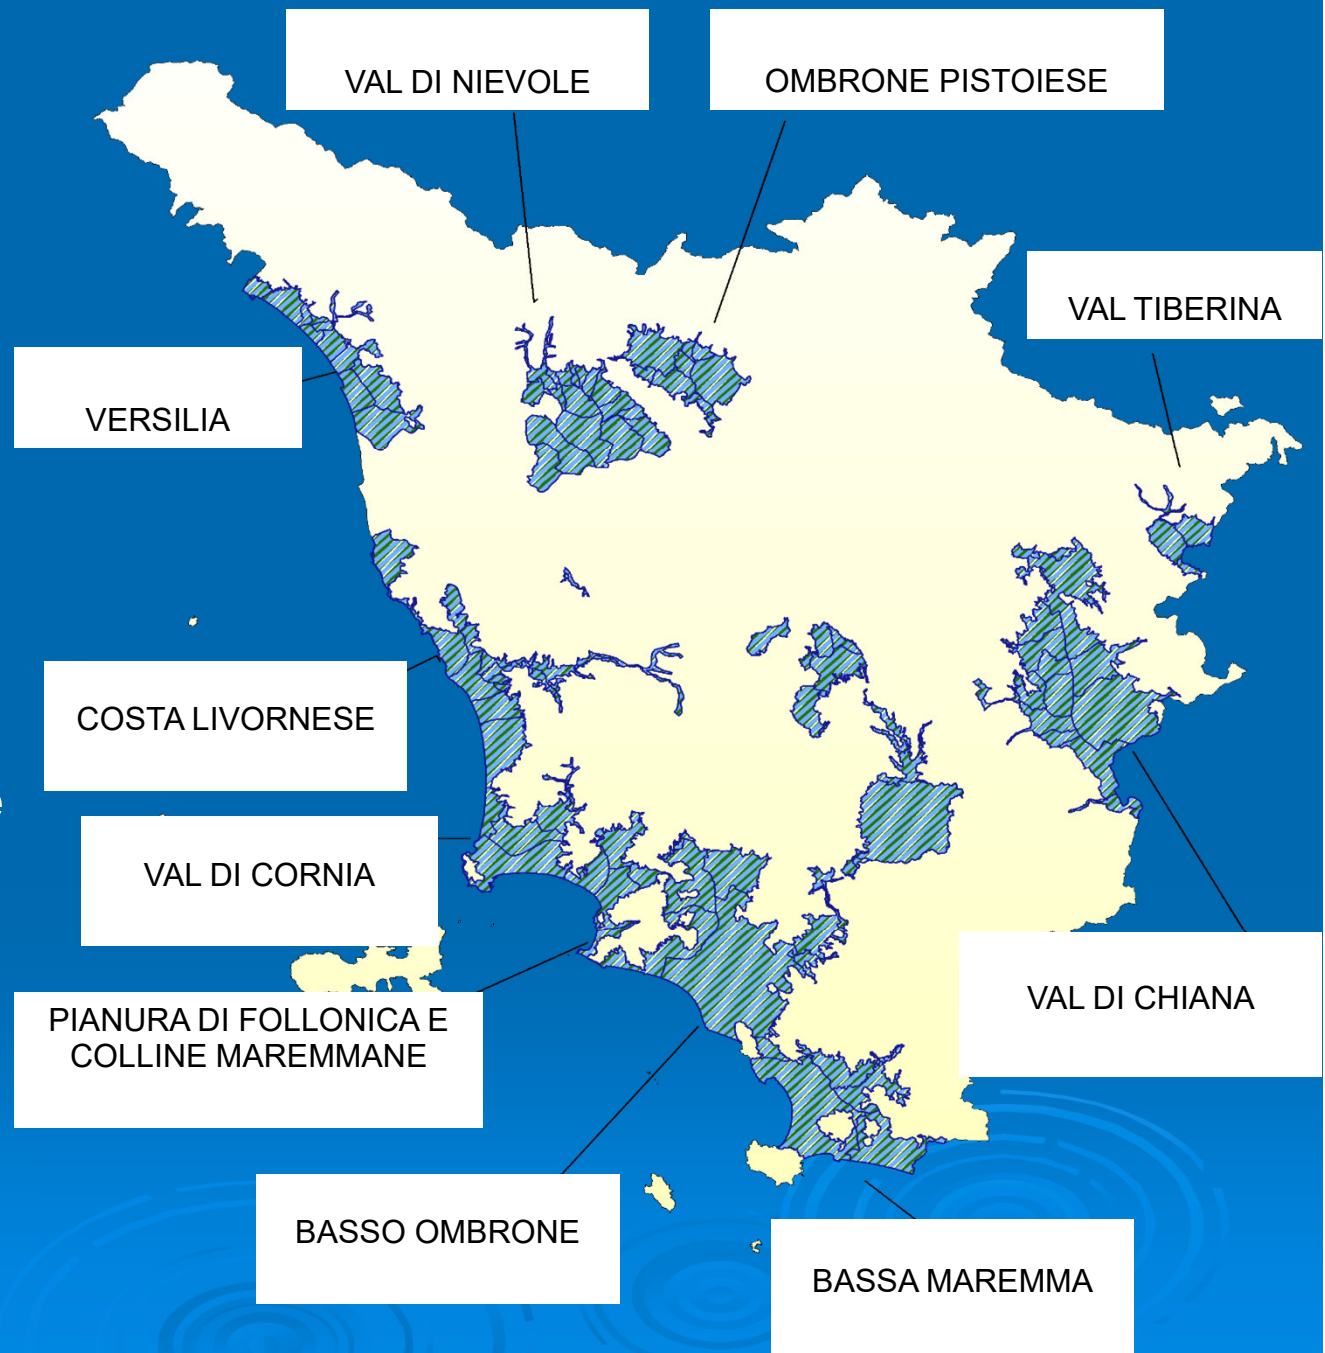 VAL DI NIEVOLE
OMBRONE PISTOIESE
VAL TIBERINA
VERSILIA
COSTA LIVORNESE
VAL DI CORNIA
PIANURA DI FOLLONICA E
COLLINE MAREMMANE
VAL DI CHIANA
BASSO OMBRONE
BASSA MAREMMA